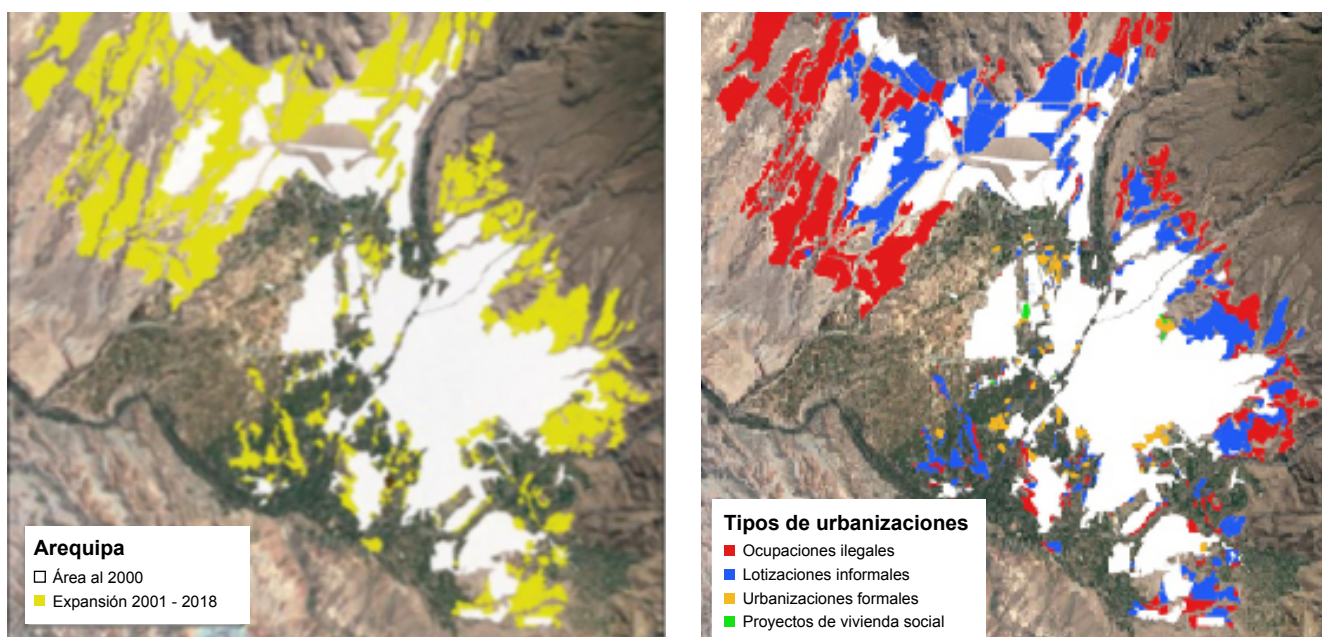 Arequipa
Área al 2000
Expansión 2001 - 2018
Tipos de urbanizaciones
Ocupaciones ilegales
Lotizaciones informales
Urbanizaciones formales
Proyectos de vivienda social